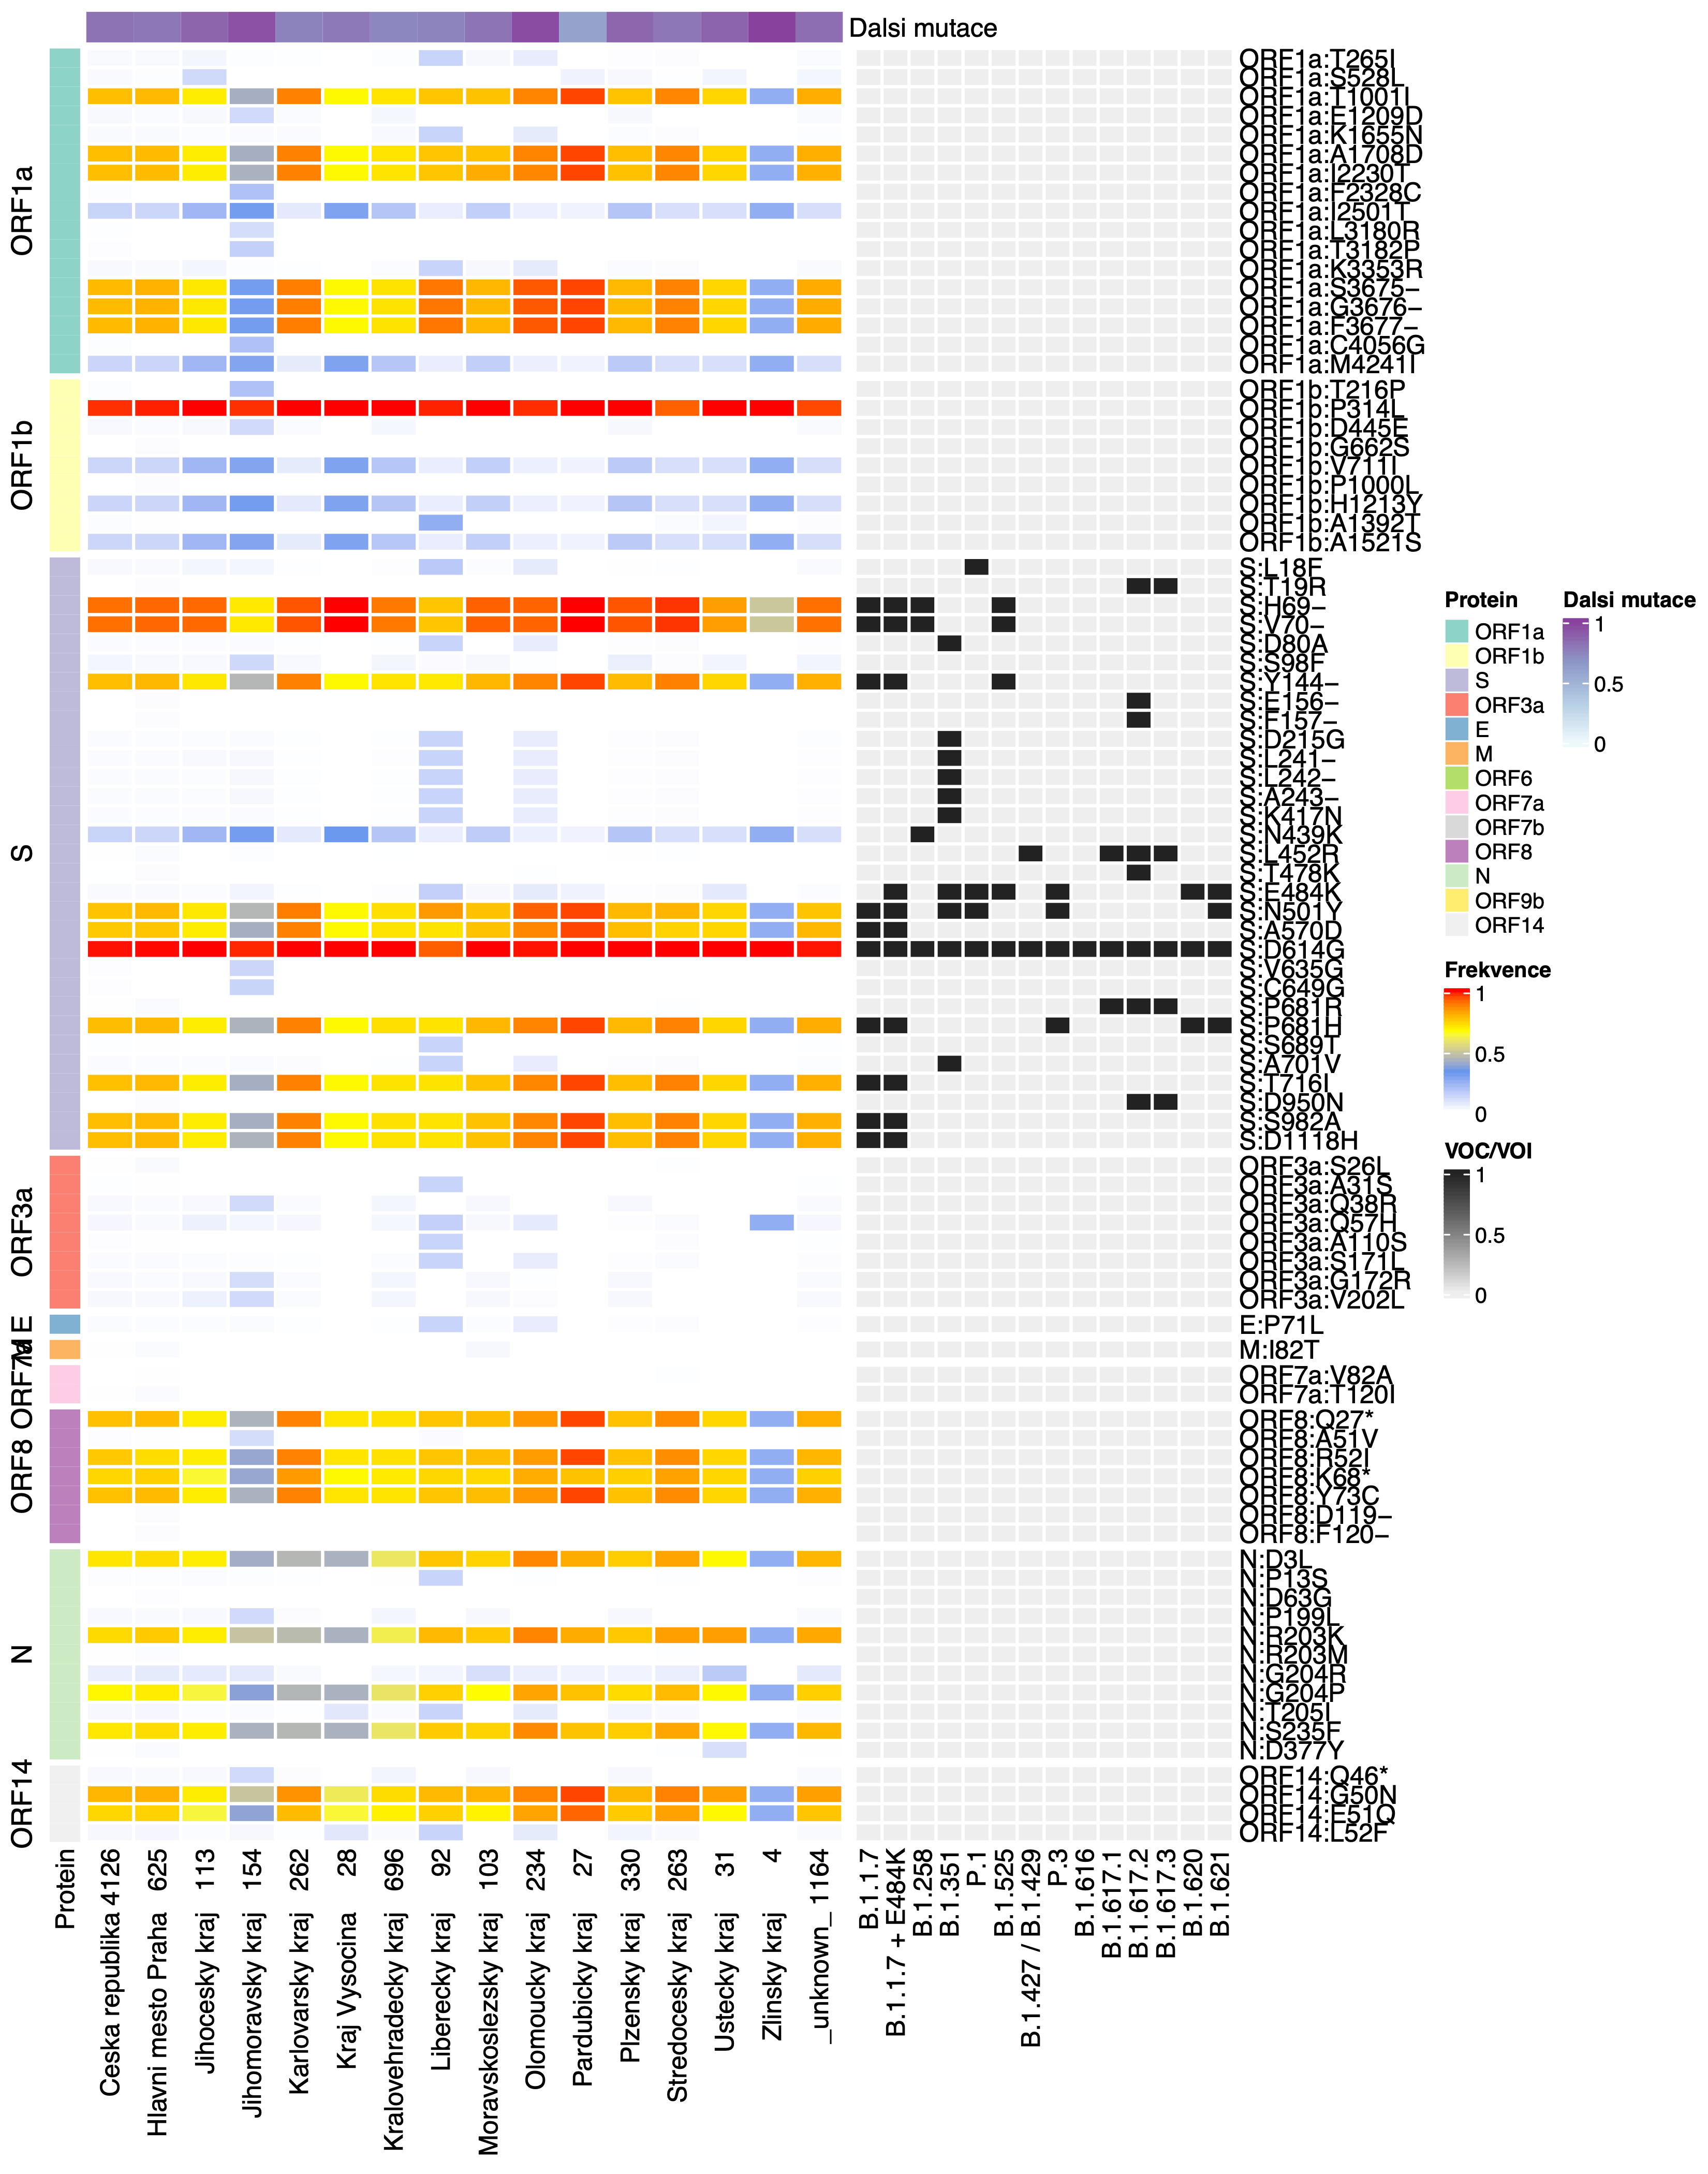 Dalsi mutace
ORF1a
ORF1b
S
ORF3a
E
M
ORF7a
ORF8
N
ORF14
ORF1a:T265I
ORF1a:S528L
ORF1a:T1001I
ORF1a:E1209D
ORF1a:K1655N
ORF1a:A1708D
ORF1a:I2230T
ORF1a:F2328C
ORF1a:I2501T
ORF1a:L3180R
ORF1a:T3182P
ORF1a:K3353R
ORF1a:S3675−
ORF1a:G3676−
ORF1a:F3677−
ORF1a:C4056G
ORF1a:M4241I
ORF1b:T216P
ORF1b:P314L
ORF1b:D445E
ORF1b:G662S
ORF1b:V711I
ORF1b:P1000L
ORF1b:H1213Y
ORF1b:A1392T
ORF1b:A1521S
S:L18F
S:T19R
S:H69−
S:V70−
S:D80A
S:S98F
S:Y144−
S:E156−
S:F157−
S:D215G
S:L241−
S:L242−
S:A243−
S:K417N
S:N439K
S:L452R
S:T478K
S:E484K
S:N501Y
S:A570D
S:D614G
S:V635G
S:C649G
S:P681R
S:P681H
S:S689T
S:A701V
S:T716I
S:D950N
S:S982A
S:D1118H
ORF3a:S26L
ORF3a:A31S
ORF3a:Q38R
ORF3a:Q57H
ORF3a:A110S
ORF3a:S171L
ORF3a:G172R
ORF3a:V202L
E:P71L
M:I82T
ORF7a:V82A
ORF7a:T120I
ORF8:Q27*
ORF8:A51V
ORF8:R52I
ORF8:K68*
ORF8:Y73C
ORF8:D119−
ORF8:F120−
N:D3L
N:P13S
N:D63G
N:P199L
N:R203K
N:R203M
N:G204R
N:G204P
N:T205I
N:S235F
N:D377Y
ORF14:Q46*
ORF14:G50N
ORF14:E51Q
ORF14:L52F
Protein
ORF1a
ORF1b
S
ORF3a
E
M
ORF6
ORF7a
ORF7b
ORF8
N
ORF9b
ORF14
Dalsi mutace
1
0.5
0
Frekvence
1
0.5
0
VOC/VOI
1
0.5
0
Protein
Ceska republika 4126
Hlavni mesto Praha 625
Jihocesky kraj 113
Jihomoravsky kraj 154
Karlovarsky kraj 262
Kraj Vysocina 28
Kralovehradecky kraj 696
Liberecky kraj 92
Moravskoslezsky kraj 103
Olomoucky kraj 234
Pardubicky kraj 27
Plzensky kraj 330
Stredocesky kraj 263
Ustecky kraj 31
Zlinsky kraj 4
_unknown_ 1164
B.1.1.7
B.1.1.7 + E484K
B.1.258
B.1.351
P.1
B.1.525
B.1.427 / B.1.429
P.3
B.1.616
B.1.617.1
B.1.617.2
B.1.617.3
B.1.620
B.1.621